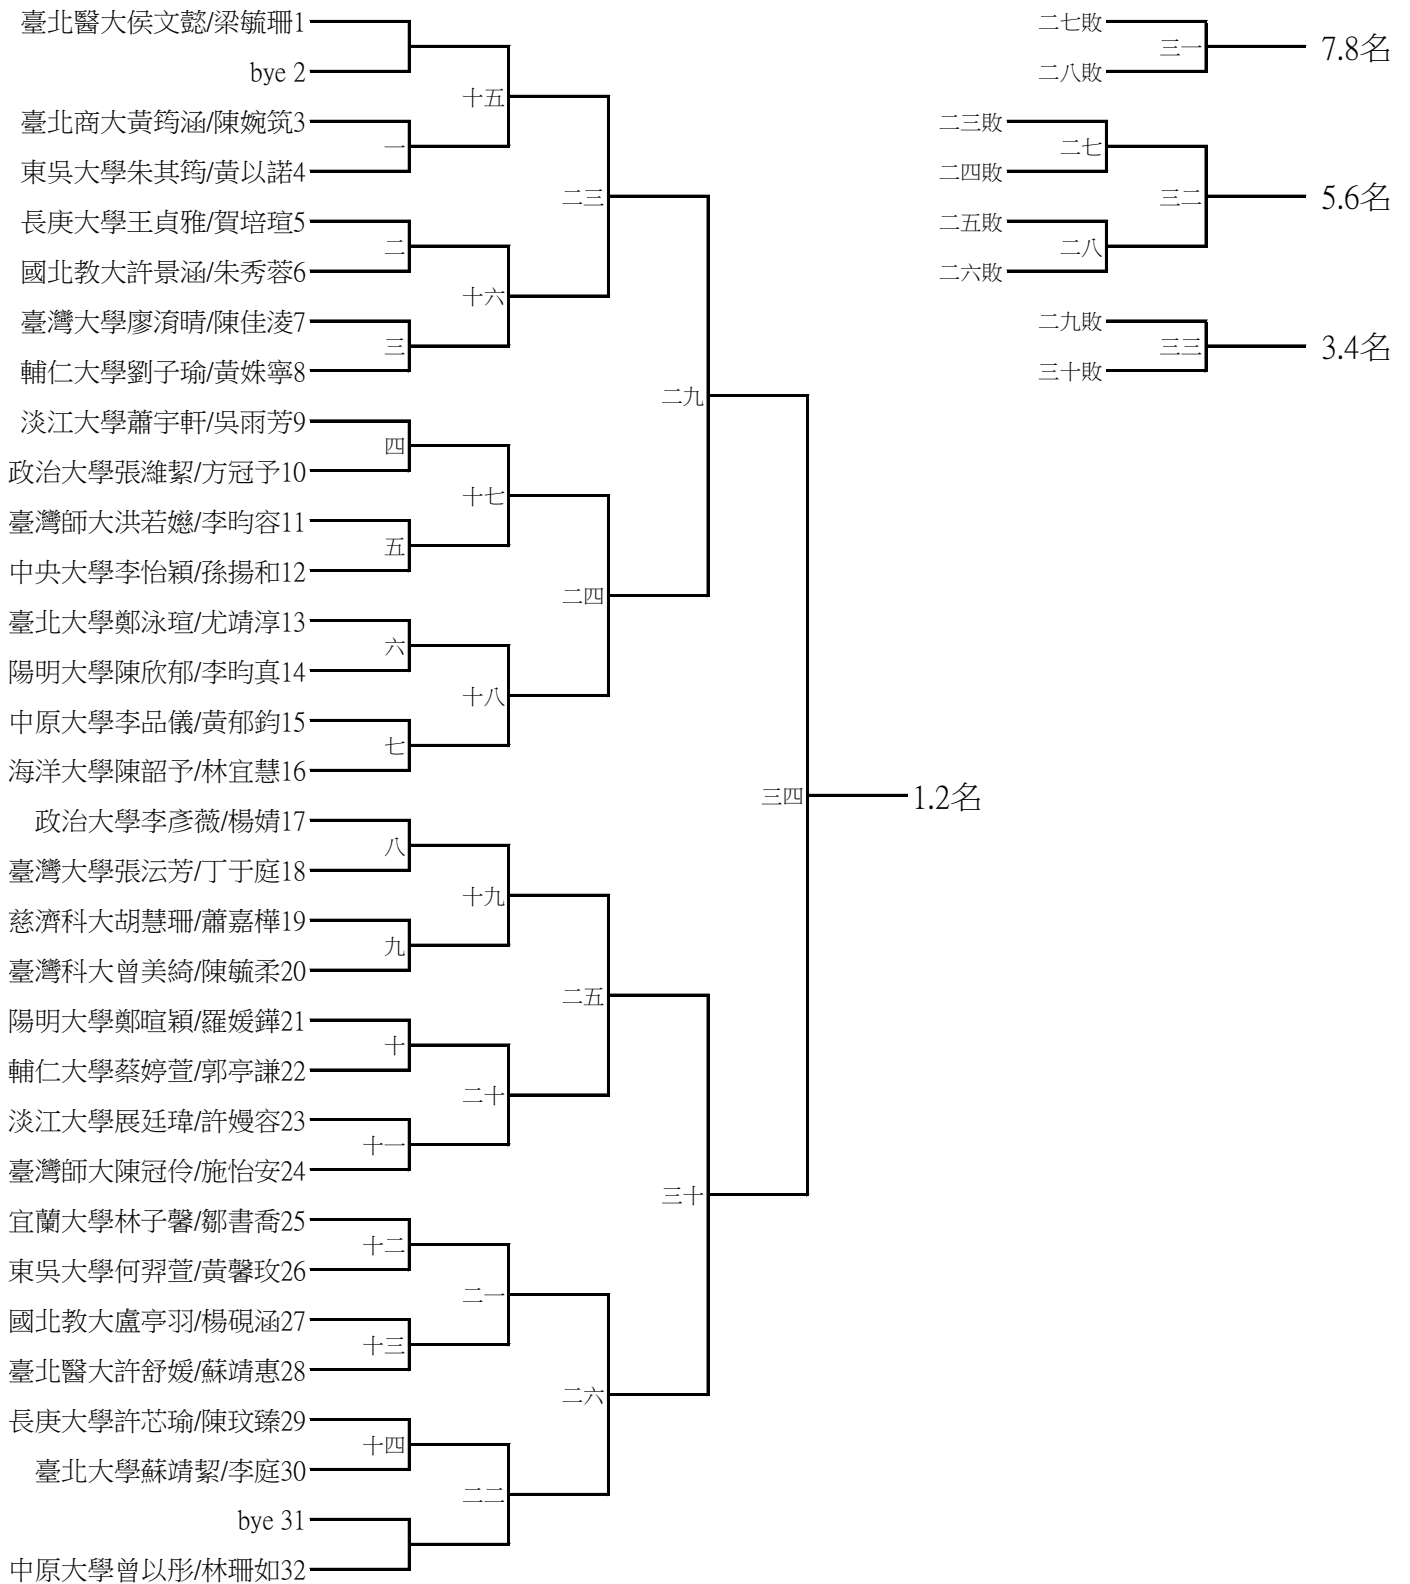 臺北醫大侯文懿/梁毓珊1
bye 2
十五
臺北商大黃筠涵/陳婉筑3
一
東吳大學朱其筠/黃以諾4
二三
長庚大學王貞雅/賀培瑄5
二
國北教大許景涵/朱秀蓉6
十六
臺灣大學廖淯晴/陳佳淩7
三
輔仁大學劉子瑜/黃姝寧8
二九
淡江大學蕭宇軒/吳雨芳9
四
政治大學張濰絜/方冠予10
十七
臺灣師大洪若嬨/李昀容11
五
中央大學李怡穎/孫揚和12
二四
臺北大學鄭泳瑄/尤靖淳13
六
陽明大學陳欣郁/李昀真14
十八
中原大學李品儀/黃郁鈞15
七
海洋大學陳韶予/林宜慧16
三四
1.2名
政治大學李彥薇/楊婧17
八
臺灣大學張沄芳/丁于庭18
十九
慈濟科大胡慧珊/蕭嘉樺19
九
臺灣科大曾美綺/陳毓柔20
二五
陽明大學鄭暄穎/羅媛鏵21
十
輔仁大學蔡婷萱/郭亭謙22
二十
淡江大學展廷瑋/許嫚容23
十一
臺灣師大陳冠伶/施怡安24
三十
宜蘭大學林子馨/鄒書喬25
十二
東吳大學何羿萱/黃馨玫26
二一
國北教大盧亭羽/楊硯涵27
十三
臺北醫大許舒媛/蘇靖惠28
二六
長庚大學許芯瑜/陳玟臻29
十四
臺北大學蘇靖絜/李庭30
二二
bye 31
中原大學曾以彤/林珊如32
二七敗
三一
7.8名
二八敗
二三敗
二七
二四敗
三二
5.6名
二五敗
二八
二六敗
二九敗
三三
3.4名
三十敗